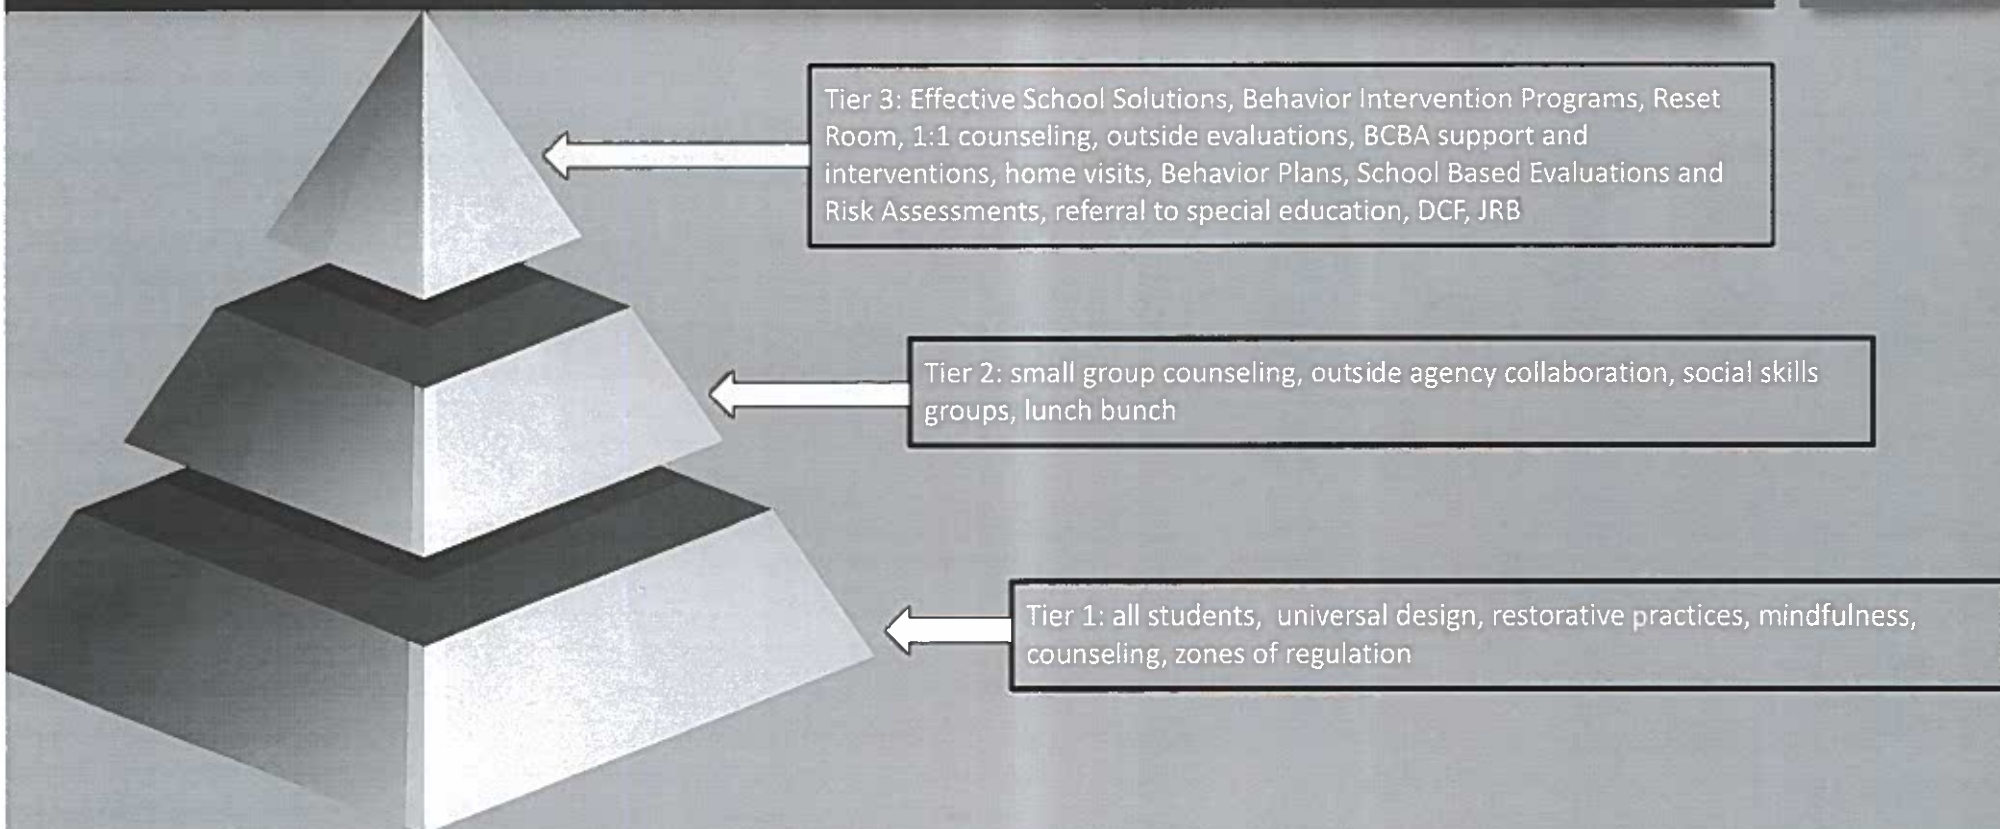 Tier 3: Effective School Solutions, Behavior Intervention Programs, Reset
Room, 1:1 counseling, outside evaluations, BCBA support and
interventions, home visits, Behavior Plans, School Based Evaluations and
Risk Assessments, referral to special education, DCF, JRB
Tier 2: small group counseling, outside agency collaboration, social skills
groups, lunch bunch
Tier 1: all students, universal design, restorative practices, mindfulness,
counseling, zones of regulation